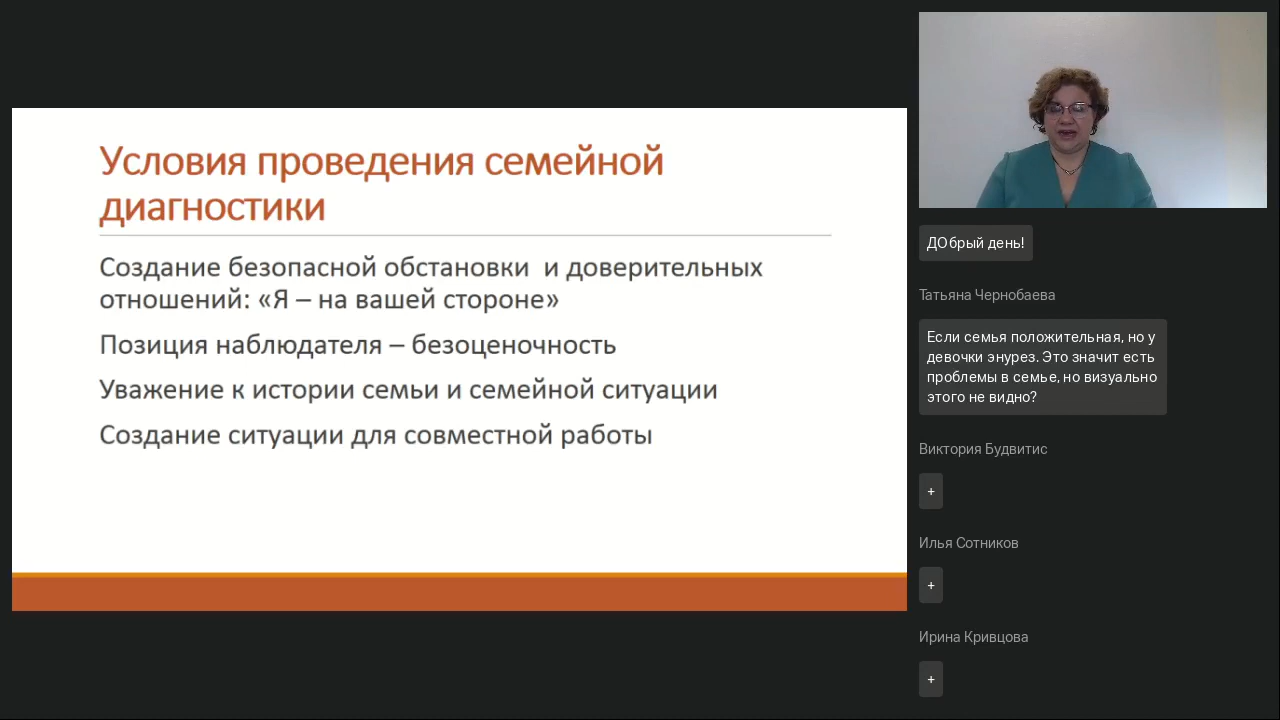 Условия проведения семейной
диагностики
Создание безопасной обстановки  и доверительных
отношений: «Я – на вашей стороне»
Позиция наблюдателя – безоценочность
Уважение к истории семьи и семейной ситуации
Создание ситуации для совместной работы
ДОбрый день!
Татьяна Чернобаева
Если семья положительная, но у
девочки энурез. Это значит есть
проблемы в семье, но визуально
этого не видно?
Виктория Будвитис
+
Илья Сотников
+
Ирина Кривцова
+